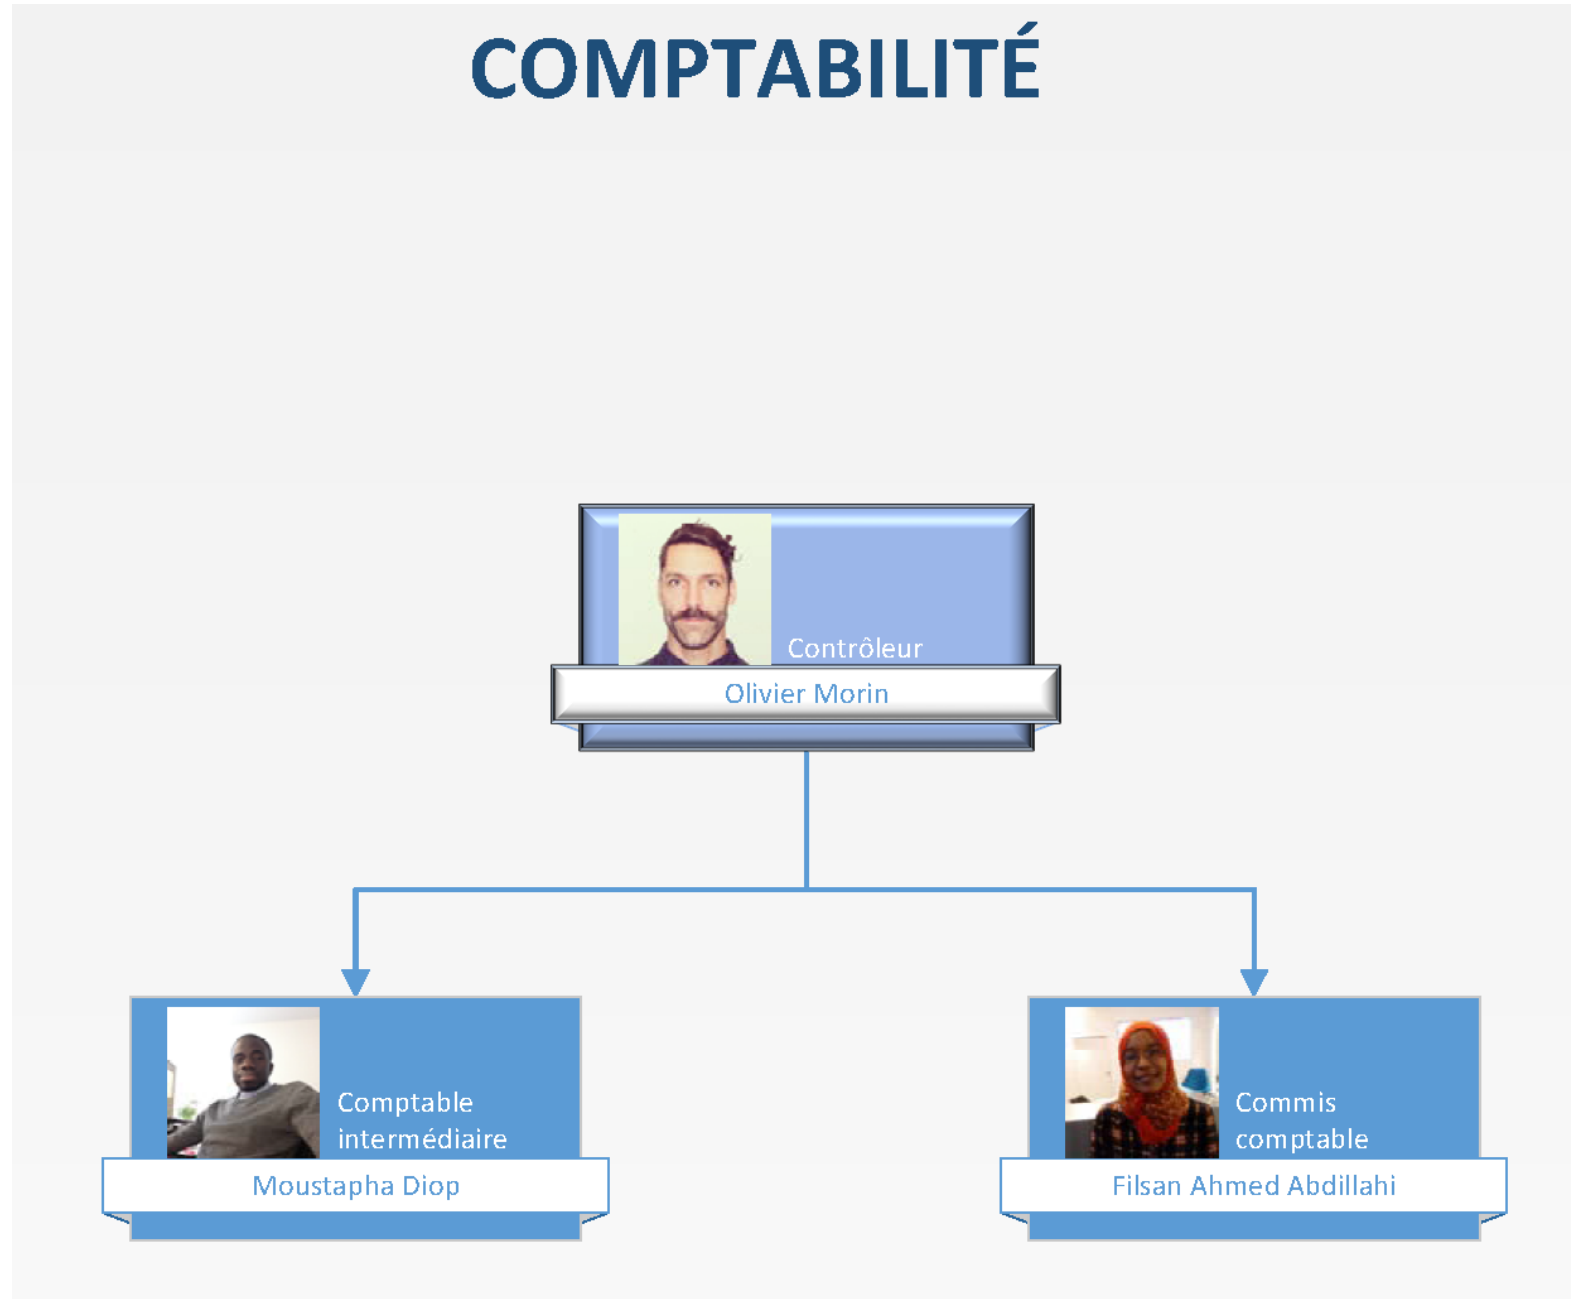 COMPTABILITÉ
Contrôleur
Olivier Morin
Comptable
intermédiaire
Moustapha Diop
Commis
comptable
Filsan Ahmed Abdillahi